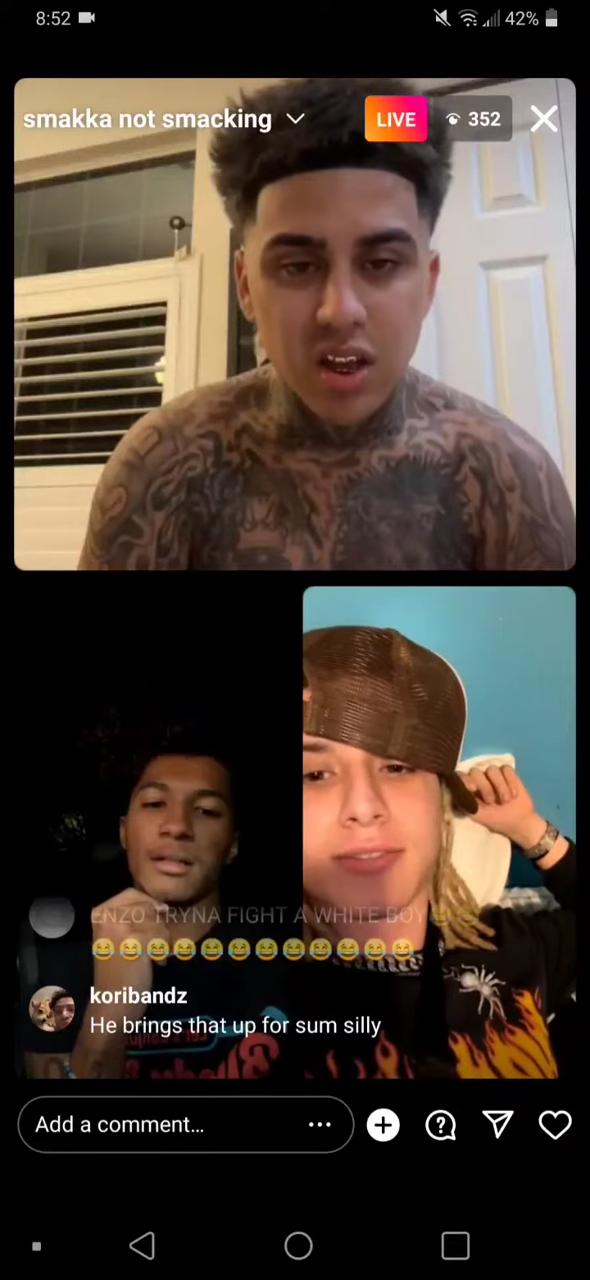 8:52
42%
smakka not smacking
LIVE
352
ENZO TRYNA FIGHT A WHITE BOY😂😂
😂😂😂😂😂😂😂😂😂😂😂😂
koribandz
He brings that up for sum silly
Add a comment...